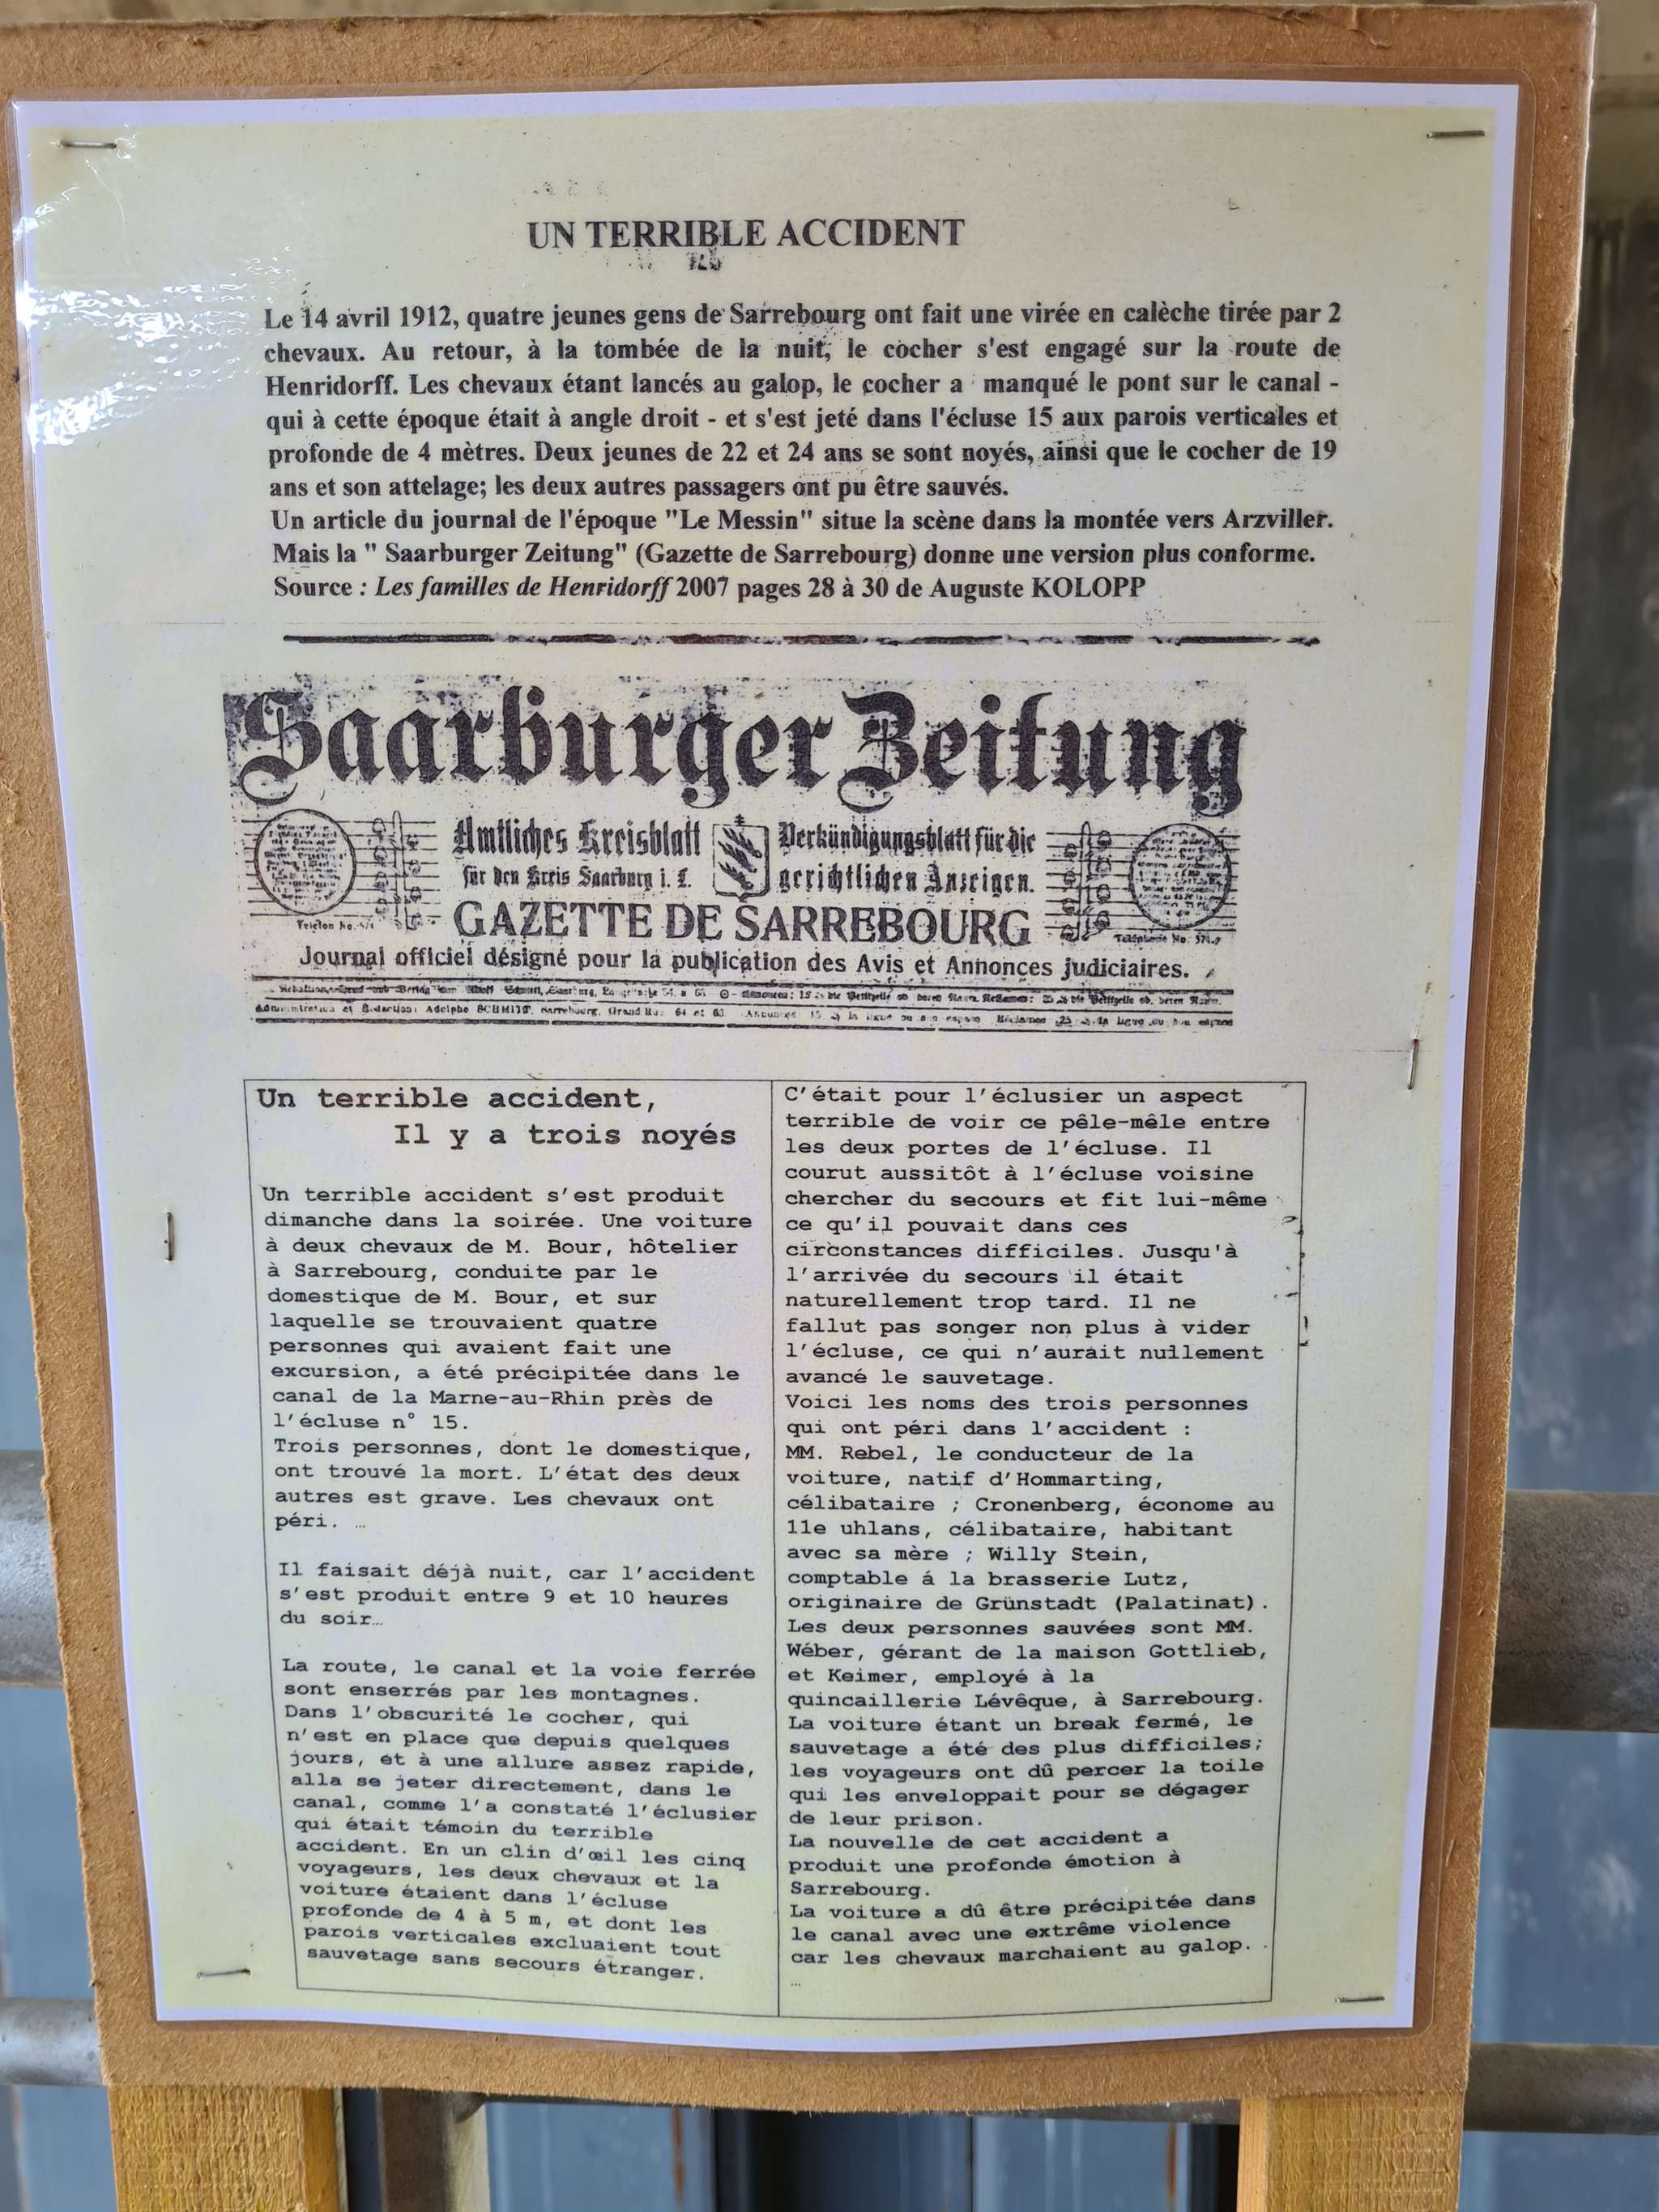 UN TERRIBLE ACCIDENT
Le 14 avril 1912, quatre jeunes gens de Sarrebourg ont fait une virée en calèche tirée par 2
chevaux. Au retour, à la tombée de la nuit, le cocher s'est engagé sur la route de
Henridorff. Les chevaux étant lancés au galop, le cocher a manqué le pont sur le canal -
qui à cette époque était à angle droit - et s'est jeté dans l'écluse 15 aux parois verticales et
profonde de 4 mètres. Deux jeunes de 22 et 24 ans se sont noyés, ainsi que le cocher de 19
ans et son attelage; les deux autres passagers ont pu être sauvés.
Un article du journal de l'époque "Le Messin" situe la scène dans la montée vers Arzviller.
Mais la " Saarburger Zeitung" (Gazette de Sarrebourg) donne une version plus conforme.
Source : Les familles de Henridorff 2007 pages 28 à 30 de Auguste KOLOPP
Saarburger Zeitung
Amtliches Kreisblatt
für den Kreis Saarburg i. L.
Verkündigungsblatt für die
gerichtlichen Anzeigen.
GAZETTE DE SARREBOURG
Journal officiel désigné pour la publication des Avis et Annonces judiciaires.
Un terrible accident,
Il y a trois noyés
Un terrible accident s'est produit
dimanche dans la soirée. Une voiture
à deux chevaux de M. Bour, hôtelier
à Sarrebourg, conduite par le
domestique de M. Bour, et sur
laquelle se trouvaient quatre
personnes qui avaient fait une
excursion, a été précipitée dans le
canal de la Marne-au-Rhin près de
l'écluse n° 15.
Trois personnes, dont le domestique,
ont trouvé la mort. L'état des deux
autres est grave. Les chevaux ont
péri. …
Il faisait déjà nuit, car l'accident
s'est produit entre 9 et 10 heures
du soir…
La route, le canal et la voie ferrée
sont enserrés par les montagnes.
Dans l'obscurité le cocher, qui
n'est en place que depuis quelques
jours, et à une allure assez rapide,
alla se jeter directement, dans le
canal, comme l'a constaté l'éclusier
qui était témoin du terrible
accident. En un clin d'œil les cinq
voyageurs, les deux chevaux et la
voiture étaient dans l'écluse
profonde de 4 à 5 m, et dont les
parois verticales excluaient tout
sauvetage sans secours étranger.
C'était pour l'éclusier un aspect
terrible de voir ce pêle-mêle entre
les deux portes de l'écluse. Il
courut aussitôt à l'écluse voisine
chercher du secours et fit lui-même
ce qu'il pouvait dans ces
circonstances difficiles. Jusqu'à
l'arrivée du secours il était
naturellement trop tard. Il ne
fallut pas songer non plus à vider
l'écluse, ce qui n'aurait nullement
avancé le sauvetage.
Voici les noms des trois personnes
qui ont péri dans l'accident :
MM. Rebel, le conducteur de la
voiture, natif d'Hommarting,
célibataire ; Cronenberg, économe au
11e uhlans, célibataire, habitant
avec sa mère ; Willy Stein,
comptable á la brasserie Lutz,
originaire de Grünstadt (Palatinat).
Les deux personnes sauvées sont MM.
Wéber, gérant de la maison Gottlieb,
et Keimer, employé à la
quincaillerie Lévêque, à Sarrebourg.
La voiture étant un break fermé, le
sauvetage a été des plus difficiles;
les voyageurs ont dû percer la toile
qui les enveloppait pour se dégager
de leur prison.
La nouvelle de cet accident a
produit une profonde émotion à
Sarrebourg.
La voiture a dû être précipitée dans
le canal avec une extrême violence
car les chevaux marchaient au galop.
…